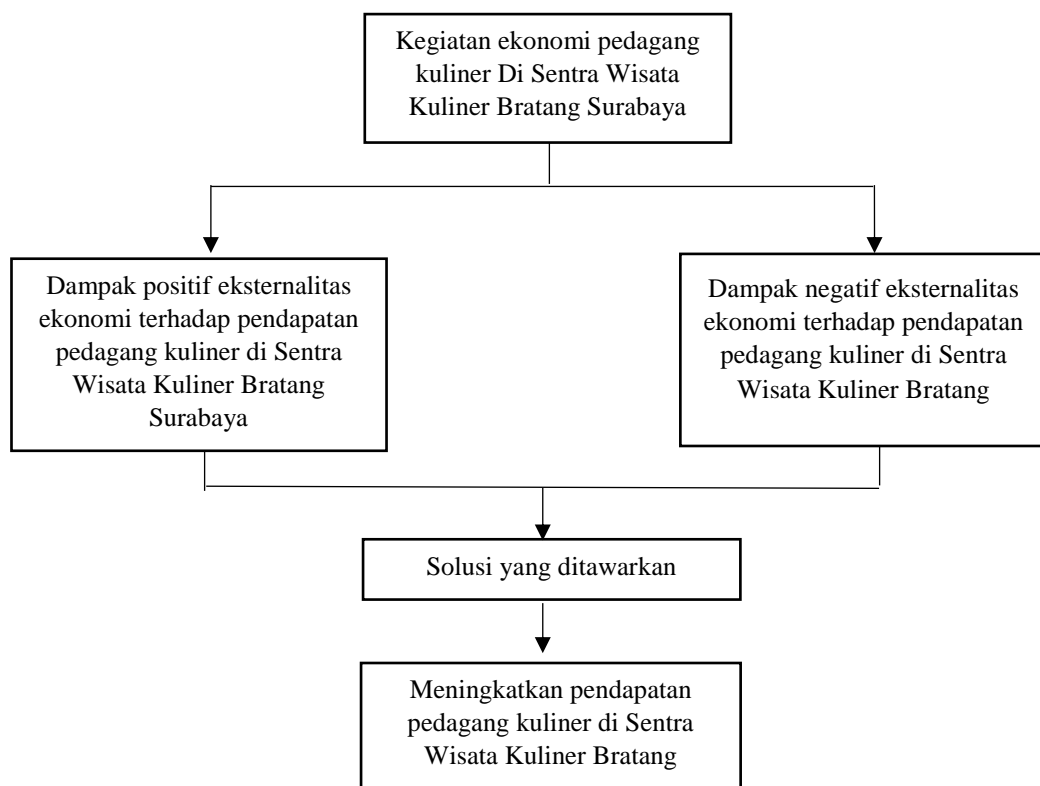 Kegiatan ekonomi pedagang
kuliner Di Sentra Wisata
Kuliner Bratang Surabaya
Dampak positif eksternalitas
ekonomi terhadap pendapatan
pedagang kuliner di Sentra
Wisata Kuliner Bratang
Surabaya
Dampak negatif eksternalitas
ekonomi terhadap pendapatan
pedagang kuliner di Sentra
Wisata Kuliner Bratang
Solusi yang ditawarkan
Meningkatkan pendapatan
pedagang kuliner di Sentra
Wisata Kuliner Bratang